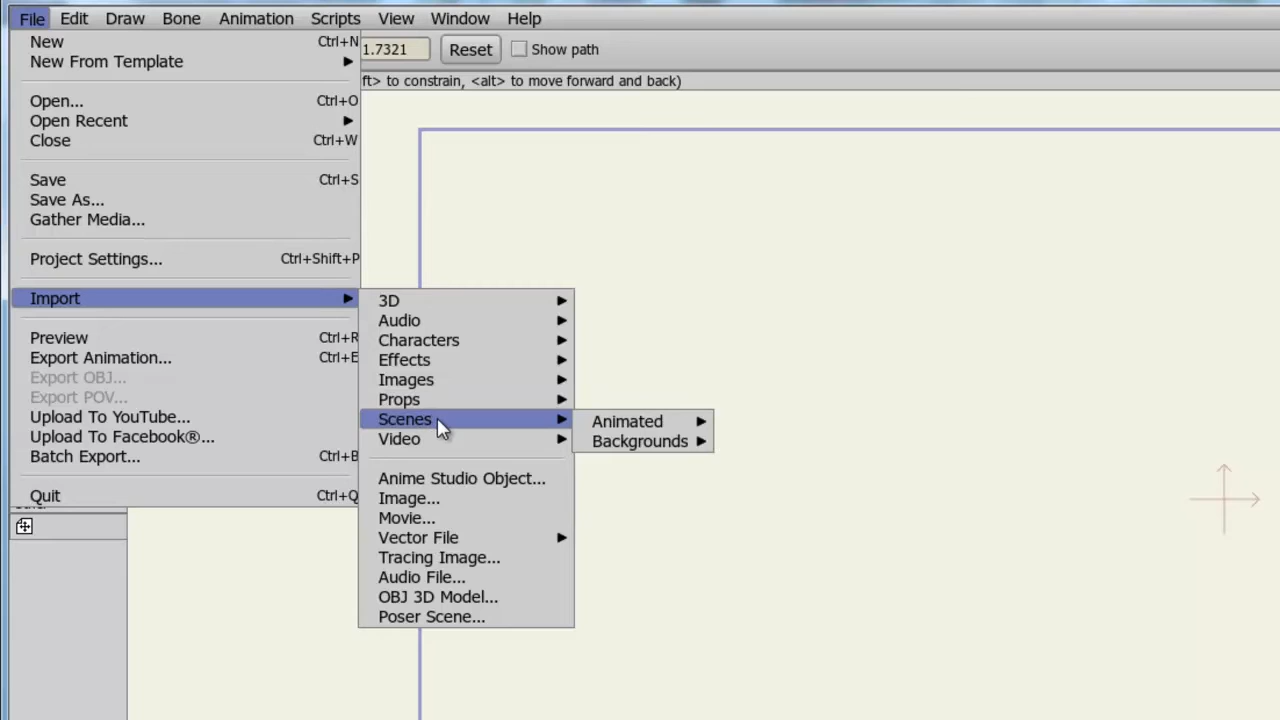 File Edit Draw Bone Animation Scripts View Window Help
1.7321 Reset Show path
ft> to constrain, <alt> to move forward and back)
New Ctrl+N
New From Template
Open... Ctrl+O
Open Recent
Close Ctrl+W
Save Ctrl+S
Save As...
Gather Media...
Project Settings... Ctrl+Shift+P
Import
Preview Ctrl+R
Export Animation... Ctrl+E
Export OBJ...
Export POV...
Upload To YouTube...
Upload To Facebook®...
Batch Export... Ctrl+B
Quit Ctrl+Q
3D
Audio
Characters
Effects
Images
Props
Scenes
Video
Anime Studio Object...
Image...
Movie...
Vector File
Tracing Image...
Audio File...
OBJ 3D Model...
Poser Scene...
Animated
Backgrounds